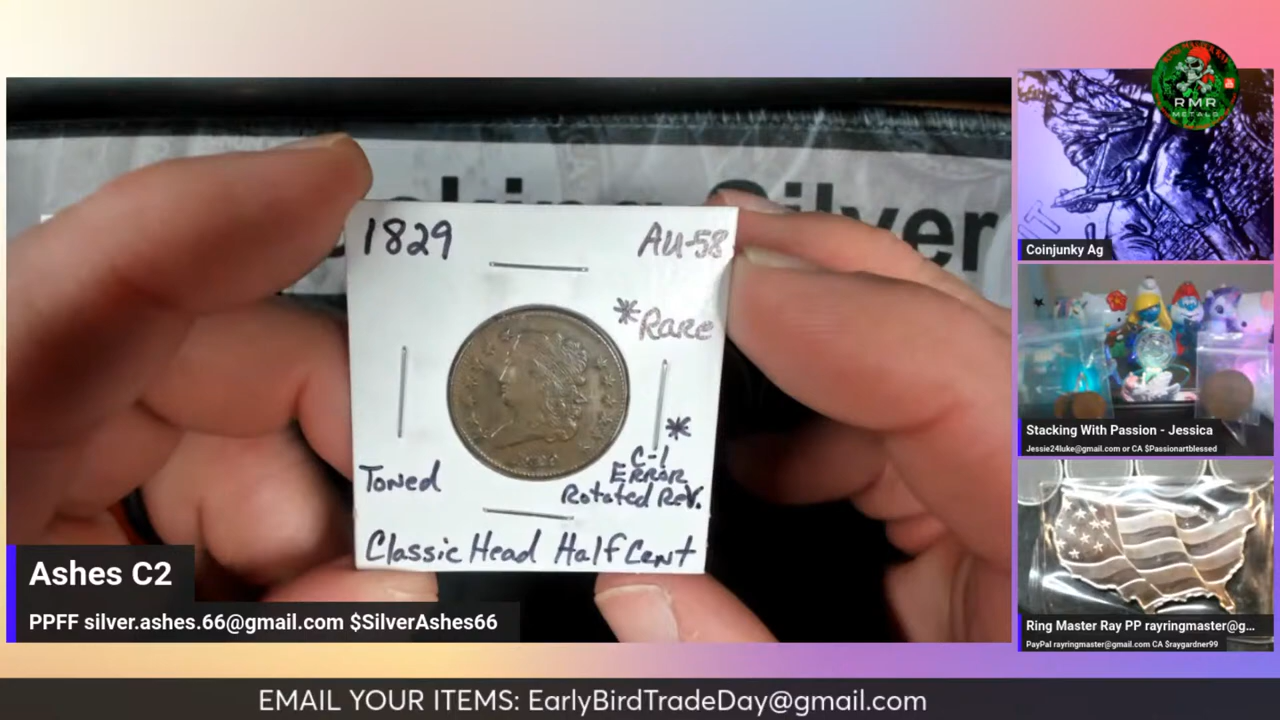 RMR
METALS
Silver
1829
AU-58
*Rare
*
C-1
ERROR
Rotated Rev.
Toned
Classic Head Half Cent
Ashes C2
PPFF silver.ashes.66@gmail.com $SilverAshes66
Coinjunky Ag
Stacking With Passion - Jessica
Jessie24luke@gmail.com or CA $Passionartblessed
Ring Master Ray PP rayringmaster@g...
PayPal rayringmaster@gmail.com CA $raygardner99
EMAIL YOUR ITEMS: EarlyBirdTradeDay@gmail.com